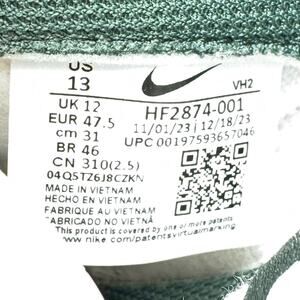 US
13
VH2
UK 12
HF2874-001
EUR 47.5
11/01/23 | 12/18/23
cm 31
UPC 00197593657046
BR 46
CN 310(2.5)
04Q5TZ6J8CZKN
MADE IN VIETNAM
HECHO EN VIETNAM
FABRIQUE AU VIETNAM
FABRICADO NO VIETNÃ
This product is covered by one or more patents
www.nike.com/patentsvirtualmarking